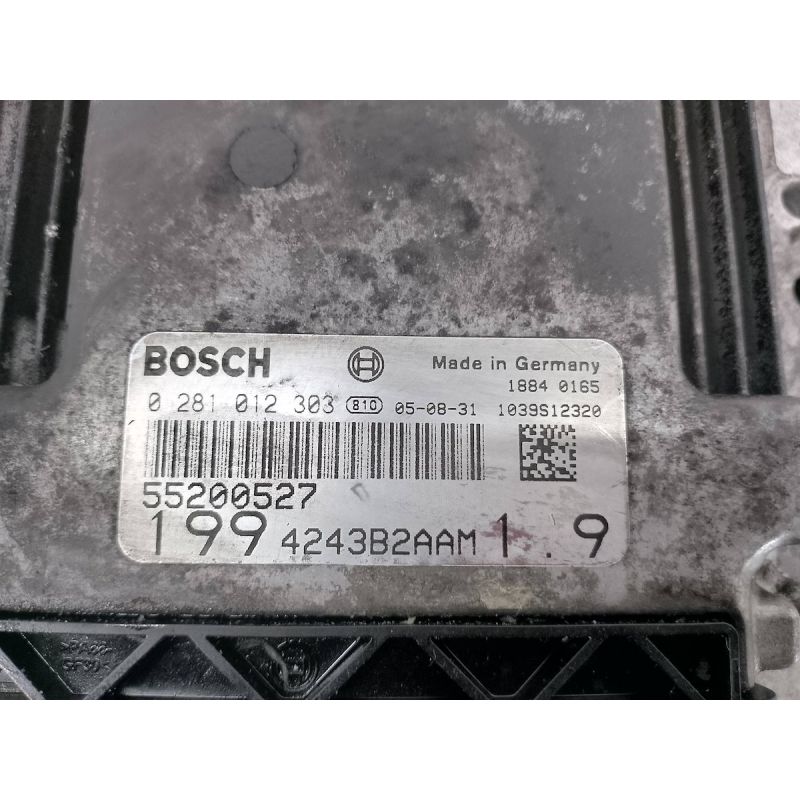 BOSCH Made in Germany
1884 0165
0 281 012 303 810 05-08-31 1039S12320
55200527
199 4243B2AAM 1.9